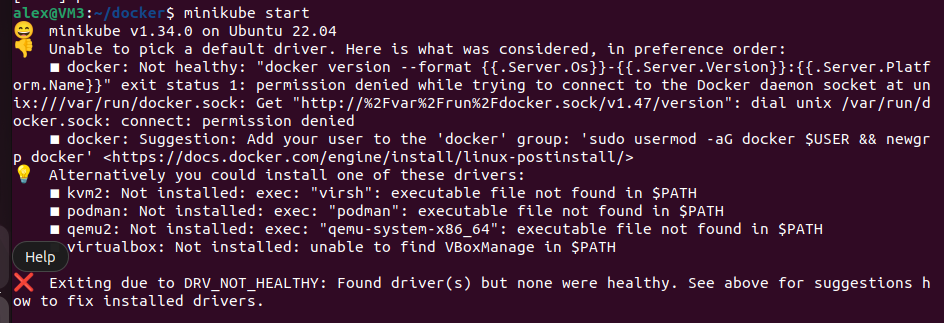 alex@VM3:~/docker$ minikube start
😄  minikube v1.34.0 on Ubuntu 22.04
👎  Unable to pick a default driver. Here is what was considered, in preference order:
    ■ docker: Not healthy: "docker version --format {{.Server.Os}}-{{.Server.Version}}:{{.Server.Platf
orm.Name}}" exit status 1: permission denied while trying to connect to the Docker daemon socket at un
ix:///var/run/docker.sock: Get "http://%2Fvar%2Frun%2Fdocker.sock/v1.47/version": dial unix /var/run/d
ocker.sock: connect: permission denied
    ■ docker: Suggestion: Add your user to the 'docker' group: 'sudo usermod -aG docker $USER && newgr
p docker' <https://docs.docker.com/engine/install/linux-postinstall/>
💡  Alternatively you could install one of these drivers:
    ■ kvm2: Not installed: exec: "virsh": executable file not found in $PATH
    ■ podman: Not installed: exec: "podman": executable file not found in $PATH
    ■ qemu2: Not installed: exec: "qemu-system-x86_64": executable file not found in $PATH
virtualbox: Not installed: unable to find VBoxManage in $PATH
Help
❌  Exiting due to DRV_NOT_HEALTHY: Found driver(s) but none were healthy. See above for suggestions h
ow to fix installed drivers.